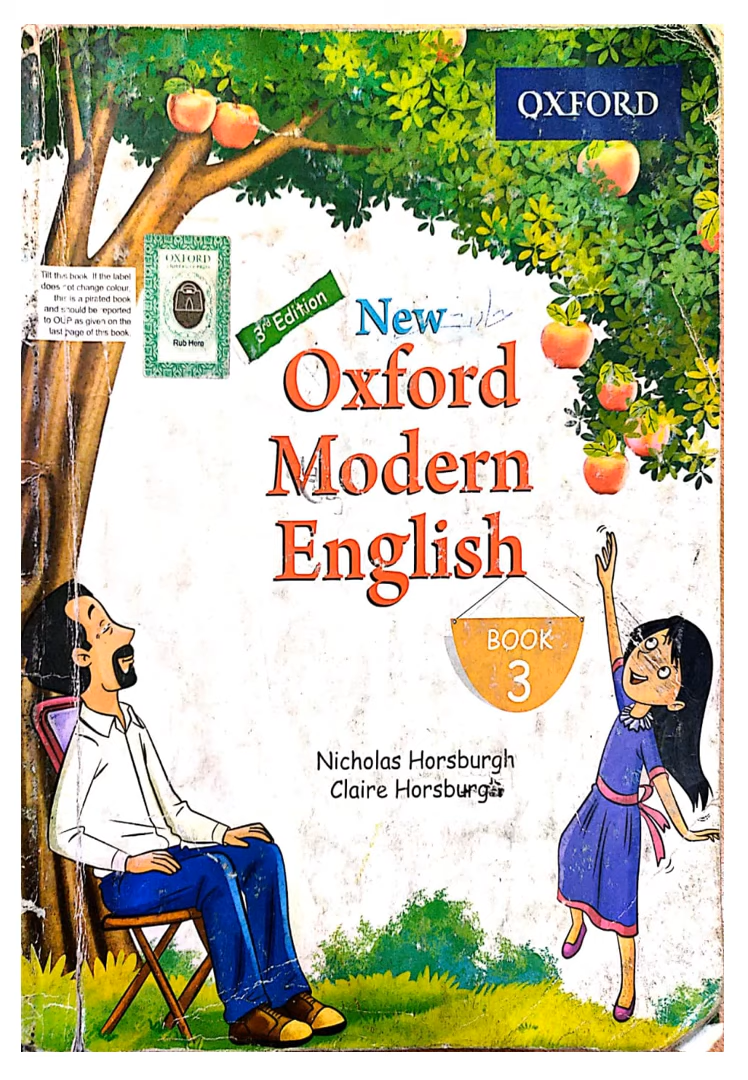 OXFORD
Tilt this book. If the label
does not change colour,
this is a pirated book
and should be reported
to OUP as given on the
last page of this book.
OXFORD
Rub Here
3rd Edition
New
Oxford
Modern
English
BOOK
3
Nicholas Horsburgh
Claire Horsburgh